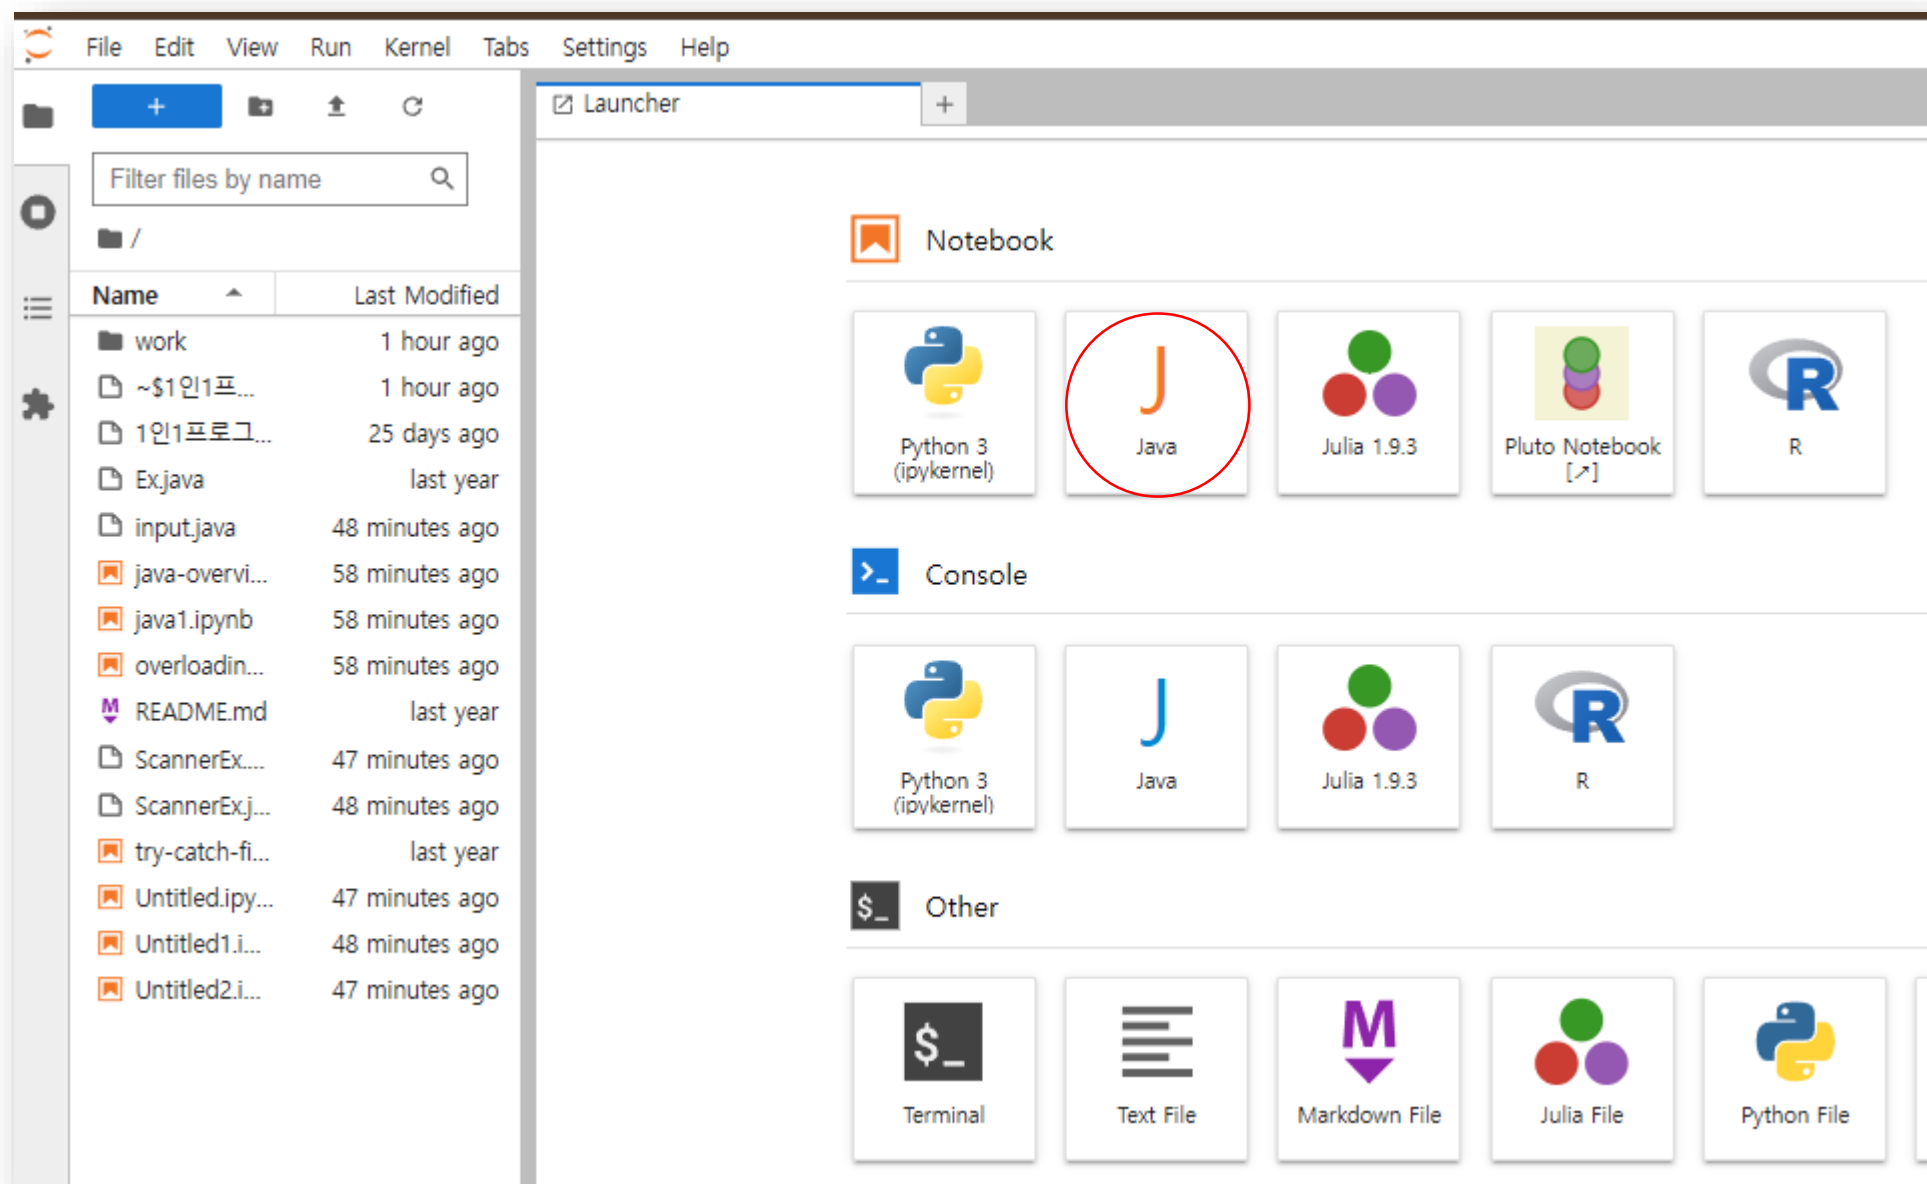 File Edit View Run Kernel Tabs Settings Help
+
Launcher
+
Filter files by name
/
Name Last Modified
work 1 hour ago
~$1인1프... 1 hour ago
1인1프로그... 25 days ago
Ex.java last year
input.java 48 minutes ago
java-overvi... 58 minutes ago
java1.ipynb 58 minutes ago
overloadin... 58 minutes ago
M README.md last year
ScannerEx.... 47 minutes ago
ScannerEx.j... 48 minutes ago
try-catch-fi... last year
Untitled.ipy... 47 minutes ago
Untitled1.i... 48 minutes ago
Untitled2.i... 47 minutes ago
Notebook
J R
Python 3 Java Julia 1.9.3 Pluto Notebook R
(ipykernel) [↗]
>_ Console
J R
Python 3 Java Julia 1.9.3 R
(ipykernel)
$_ Other
$_ M
Terminal Text File Markdown File Julia File Python File